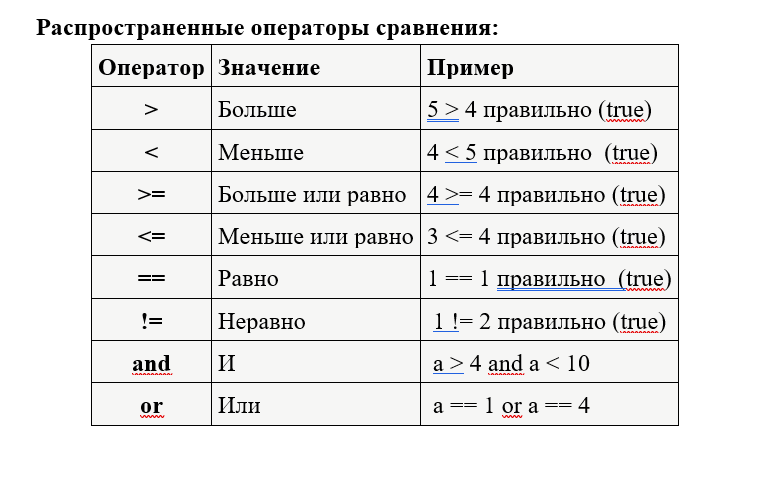 Распространенные операторы сравнения:
Оператор Значение Пример
> Больше 5 > 4 правильно (true)
< Меньше 4 < 5 правильно  (true)
>= Больше или равно 4 >= 4 правильно (true)
<= Меньше или равно 3 <= 4 правильно (true)
== Равно 1 == 1 правильно  (true)
!= Неравно 1 != 2 правильно (true)
and И a > 4 and a < 10
or Или a == 1 or a == 4